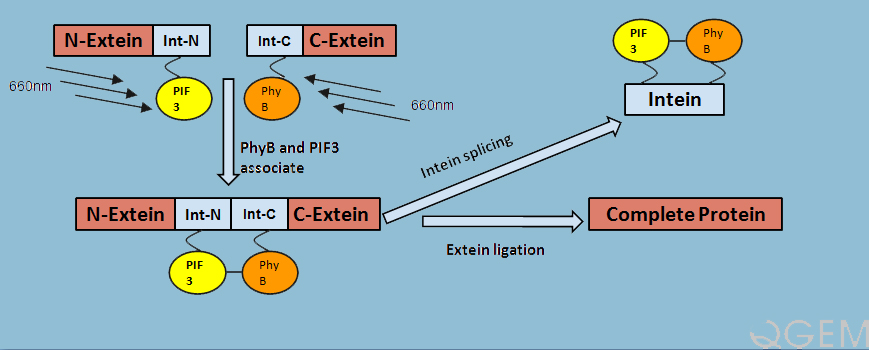 N-Extein Int-N Int-C C-Extein
660nm PIF 3 Phy B 660nm
PhyB and PIF3
associate
N-Extein Int-N Int-C C-Extein
PIF 3 Phy B
Intein splicing
PIF 3 Phy B
Intein
Extein ligation
Complete Protein
QGEM